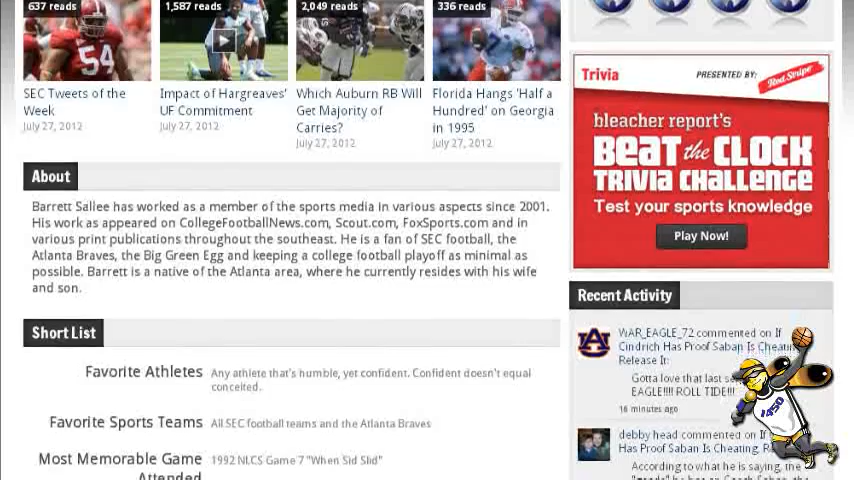 637 reads
1,587 reads
2,049 reads
336 reads
54
SEC Tweets of the
Week
July 27, 2012
Impact of Hargreaves'
UF Commitment
July 27, 2012
Which Auburn RB Will
Get Majority of
Carries?
July 27, 2012
Florida Hangs 'Half a
Hundred' on Georgia
in 1995
July 27, 2012
About
Barrett Sallee has worked as a member of the sports media in various aspects since 2001.
His work as appeared on CollegeFootballNews.com, Scout.com, FoxSports.com and in
various print publications throughout the southeast. He is a fan of SEC football, the
Atlanta Braves, the Big Green Egg and keeping a college football playoff as minimal as
possible. Barrett is a native of the Atlanta area, where he currently resides with his wife
and son.
Short List
Favorite Athletes
Any athlete that's humble, yet confident. Confident doesn't equal
conceited.
Favorite Sports Teams
All SEC football teams and the Atlanta Braves
Most Memorable Game
Attended
1992 NLCS Game 7 "When Sid Slid"
Trivia
PRESENTED BY:
Red Stripe
bleacher report's
BEAT the CLOCK
TRIVIA CHALLENGE
Test your sports knowledge
Play Now!
Recent Activity
WAR_EAGLE_72 commented on If
Cindrich Has Proof Saban Is Cheating,
Release It:
Gotta love that last
EAGLE!!!! ROLL TIDE!!!
16 minutes ago
debby head commented on If
Has Proof Saban Is Cheating,
According to what he is saying, the
1450